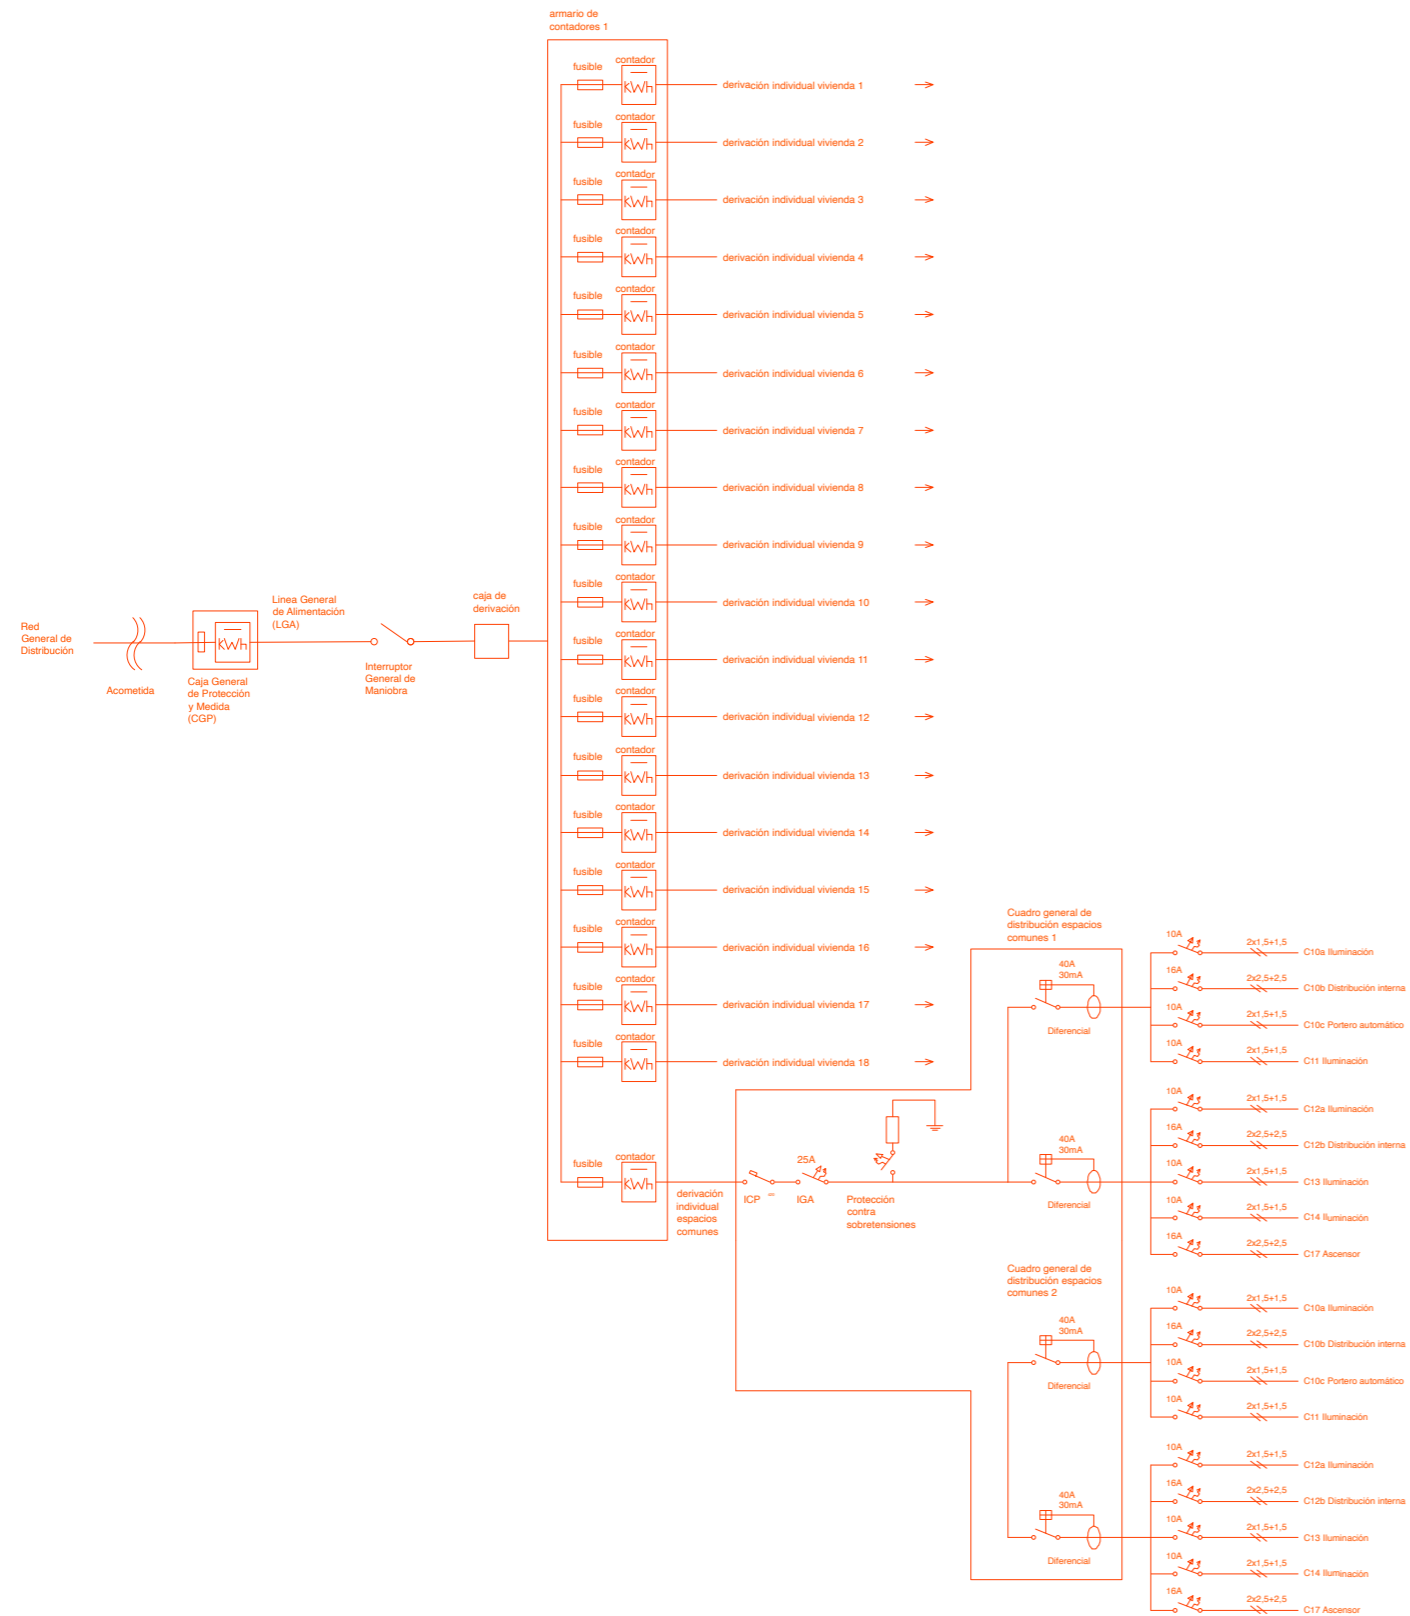 armario de
contadores 1
fusible
contador
KWh
derivación individual vivienda 1
fusible
contador
KWh
derivación individual vivienda 2
fusible
contador
KWh
derivación individual vivienda 3
fusible
contador
KWh
derivación individual vivienda 4
fusible
contador
KWh
derivación individual vivienda 5
fusible
contador
KWh
derivación individual vivienda 6
fusible
contador
KWh
derivación individual vivienda 7
fusible
contador
KWh
derivación individual vivienda 8
fusible
contador
KWh
derivación individual vivienda 9
fusible
contador
KWh
derivación individual vivienda 10
fusible
contador
KWh
derivación individual vivienda 11
fusible
contador
KWh
derivación individual vivienda 12
fusible
contador
KWh
derivación individual vivienda 13
fusible
contador
KWh
derivación individual vivienda 14
fusible
contador
KWh
derivación individual vivienda 15
fusible
contador
KWh
derivación individual vivienda 16
fusible
contador
KWh
derivación individual vivienda 17
fusible
contador
KWh
derivación individual vivienda 18
fusible
contador
KWh
derivación
individual
espacios
comunes
Red
General de
Distribución
Acometida
KWh
Caja General
de Protección
y Medida
(CGP)
Linea General
de Alimentación
(LGA)
Interruptor
General de
Maniobra
caja de
derivación
ICP
25A
IGA
Protección
contra
sobretensiones
Cuadro general de
distribución espacios
comunes 1
40A
30mA
Diferencial
10A
2x1,5+1,5
C10a Iluminación
16A
2x2,5+2,5
C10b Distribución interna
10A
2x1,5+1,5
C10c Portero automático
10A
2x1,5+1,5
C11 Iluminación
40A
30mA
Diferencial
10A
2x1,5+1,5
C12a Iluminación
16A
2x2,5+2,5
C12b Distribución interna
10A
2x1,5+1,5
C13 Iluminación
10A
2x1,5+1,5
C14 Iluminación
16A
2x2,5+2,5
C17 Ascensor
Cuadro general de
distribución espacios
comunes 2
40A
30mA
Diferencial
10A
2x1,5+1,5
C10a Iluminación
16A
2x2,5+2,5
C10b Distribución interna
10A
2x1,5+1,5
C10c Portero automático
10A
2x1,5+1,5
C11 Iluminación
40A
30mA
Diferencial
10A
2x1,5+1,5
C12a Iluminación
16A
2x2,5+2,5
C12b Distribución interna
10A
2x1,5+1,5
C13 Iluminación
10A
2x1,5+1,5
C14 Iluminación
16A
2x2,5+2,5
C17 Ascensor